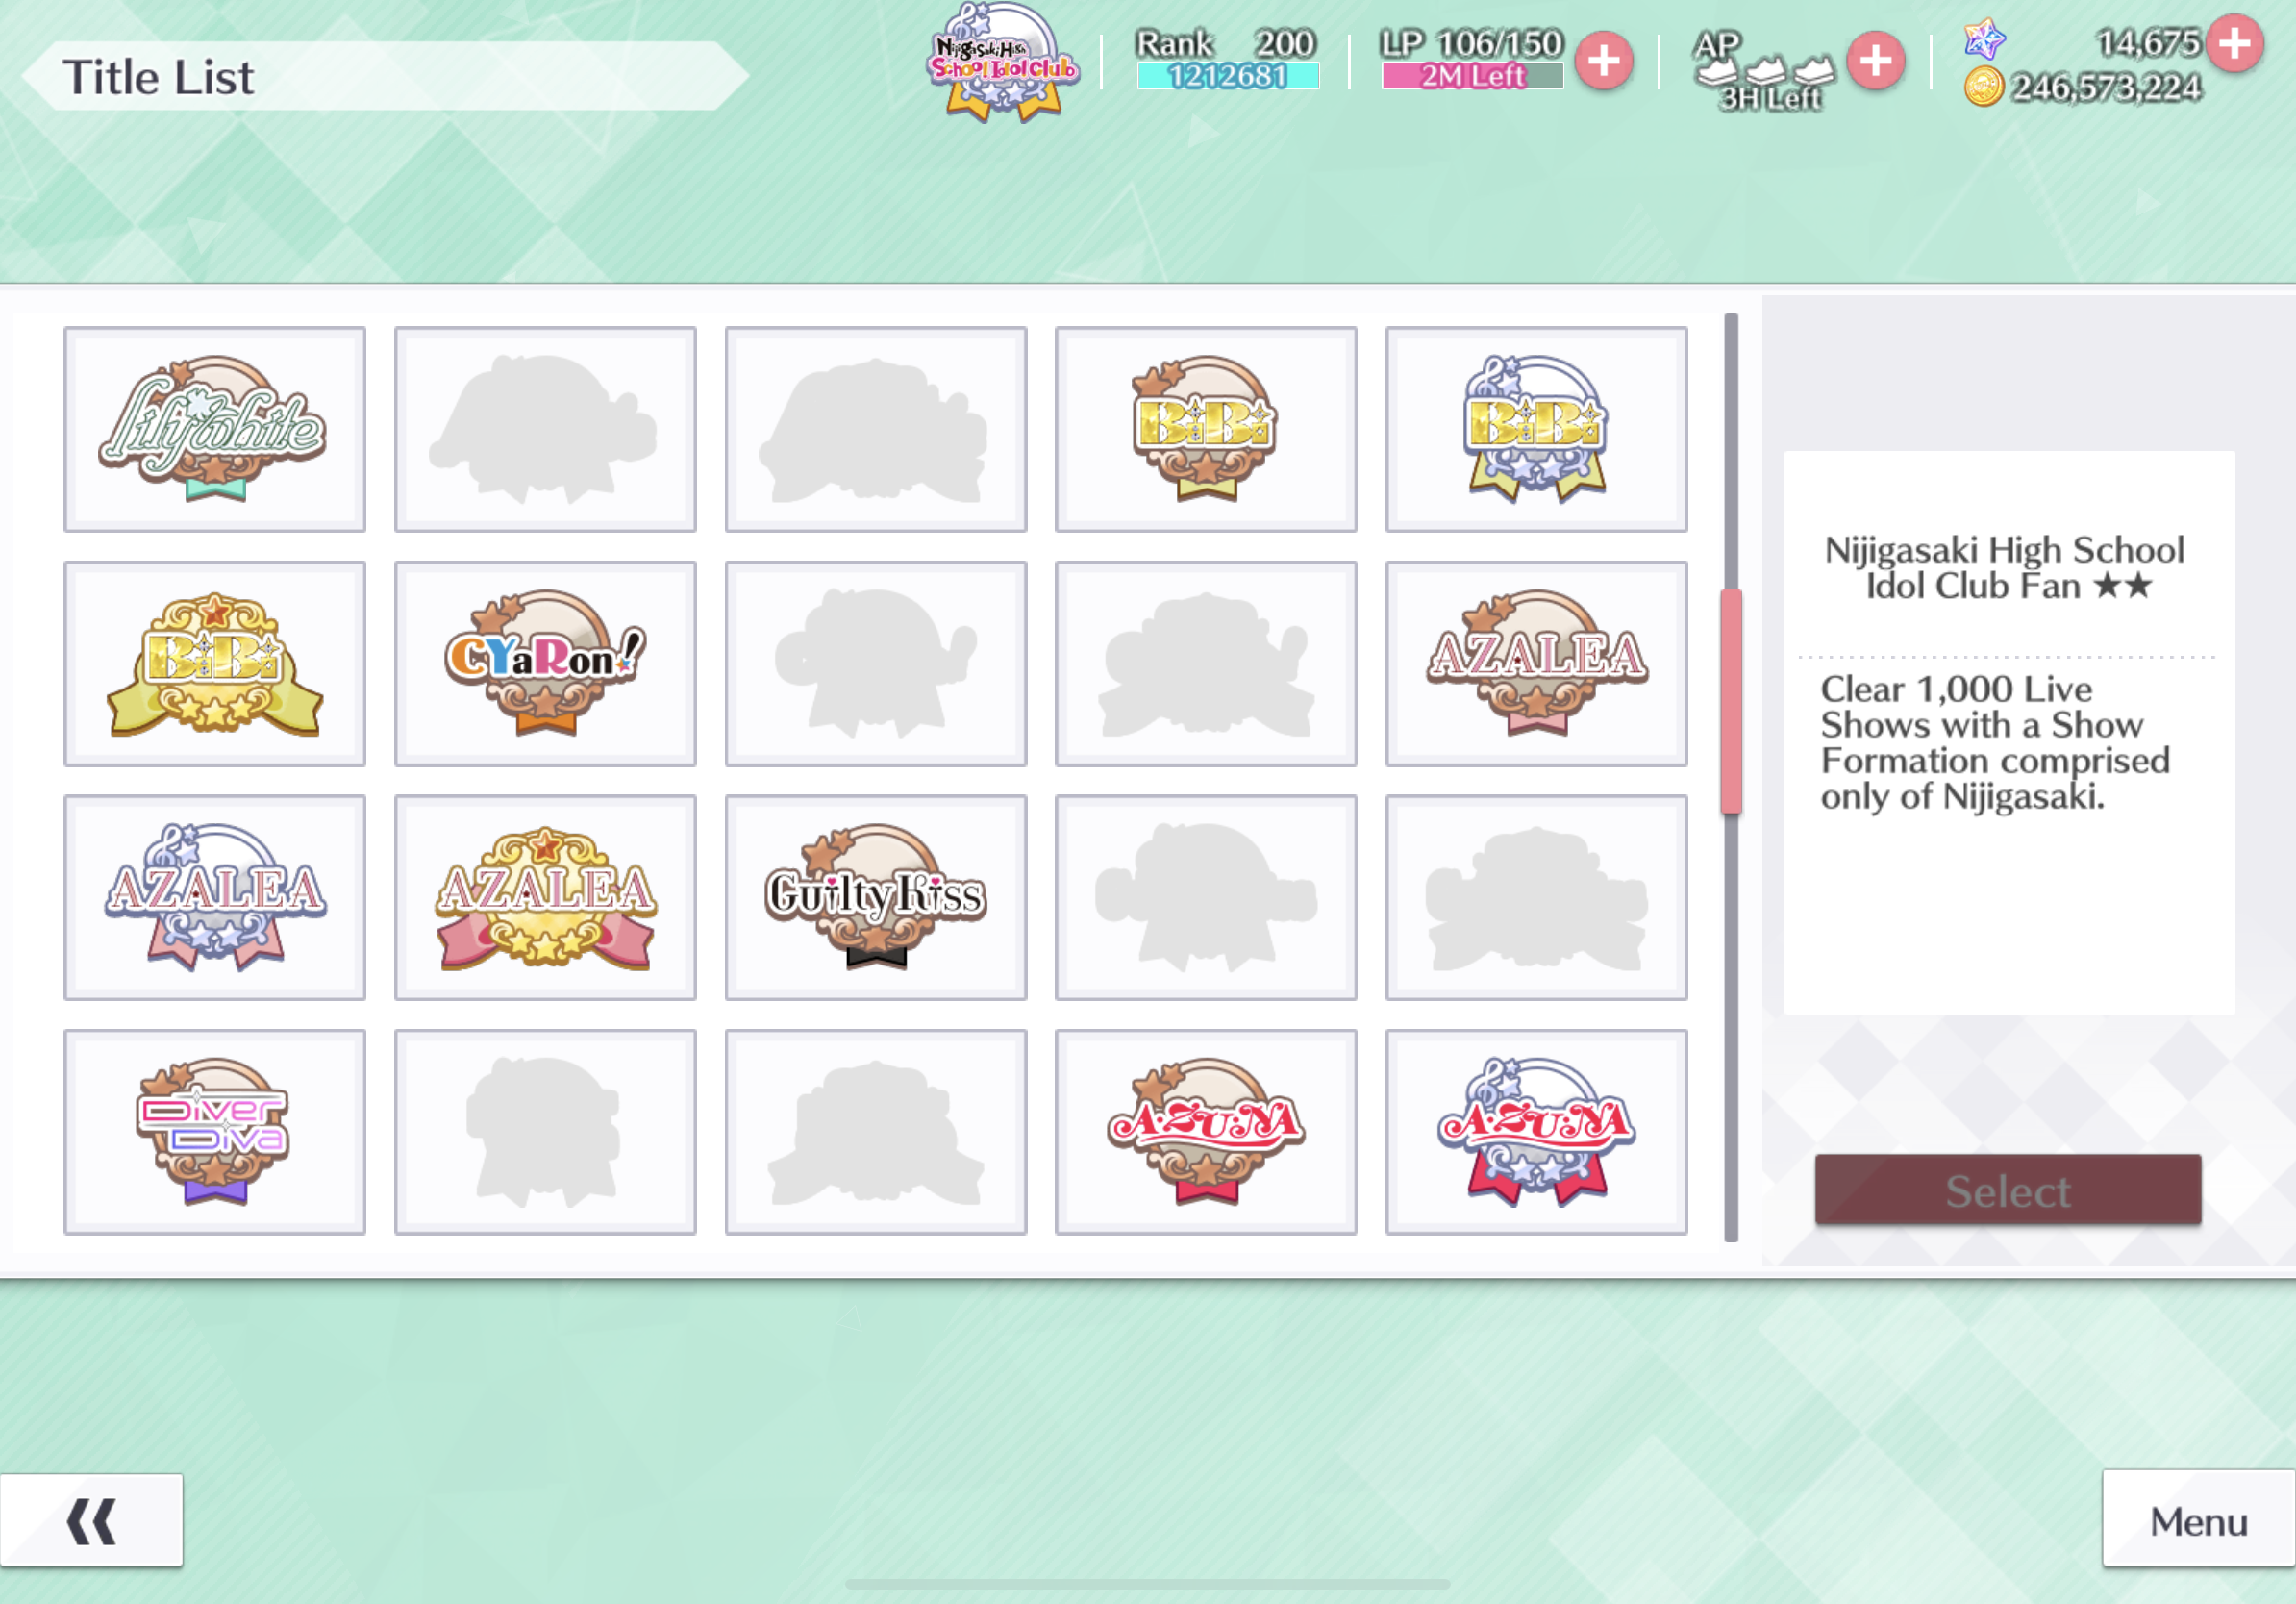 Title List
Nijigasaki High
School Idol Club
Rank 200
1212681
LP 106/150
2M Left
AP
3H Left
14,675
246,573,224
lily white
BiBi
BiBi
BiBi
CYaRon!
AZALEA
AZALEA
AZALEA
Guilty Kiss
DiverDiva
A・ZU・NA
A・ZU・NA
Nijigasaki High School
Idol Club Fan ★★
Clear 1,000 Live
Shows with a Show
Formation comprised
only of Nijigasaki.
Select
Menu